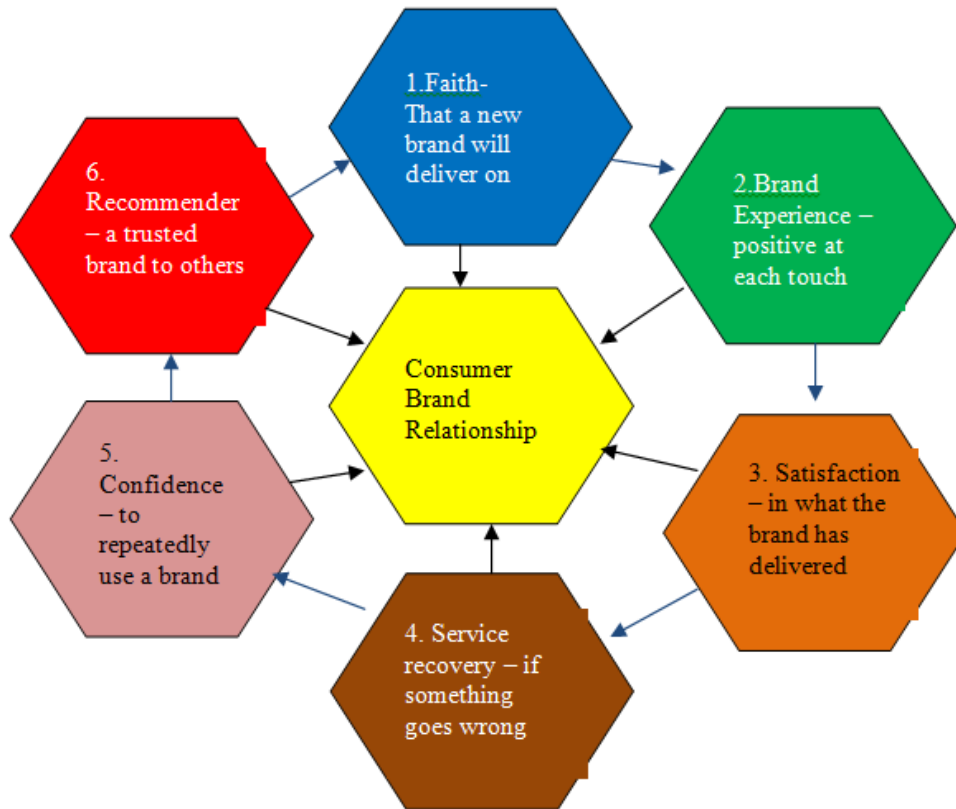 1.Faith-
That a new
brand will
deliver on
2.Brand
Experience –
positive at
each touch
3. Satisfaction
– in what the
brand has
delivered
4. Service
recovery – if
something
goes wrong
5.
Confidence
– to
repeatedly
use a brand
6.
Recommender
– a trusted
brand to others
Consumer
Brand
Relationship